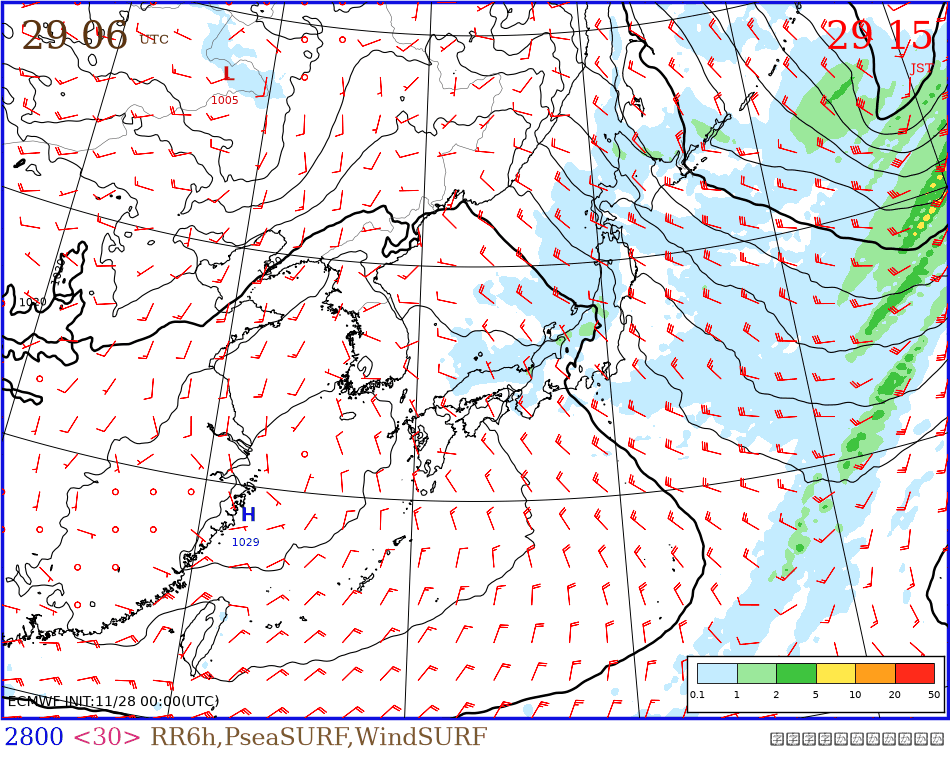 29 06 UTC
29 15
JST
L
1005
1020
H
1029
0.1 1 2 5 10 20 50
ECMWF INIT:11/28 00:00(UTC)
2800 <30> RR6h,PseaSURF,WindSURF